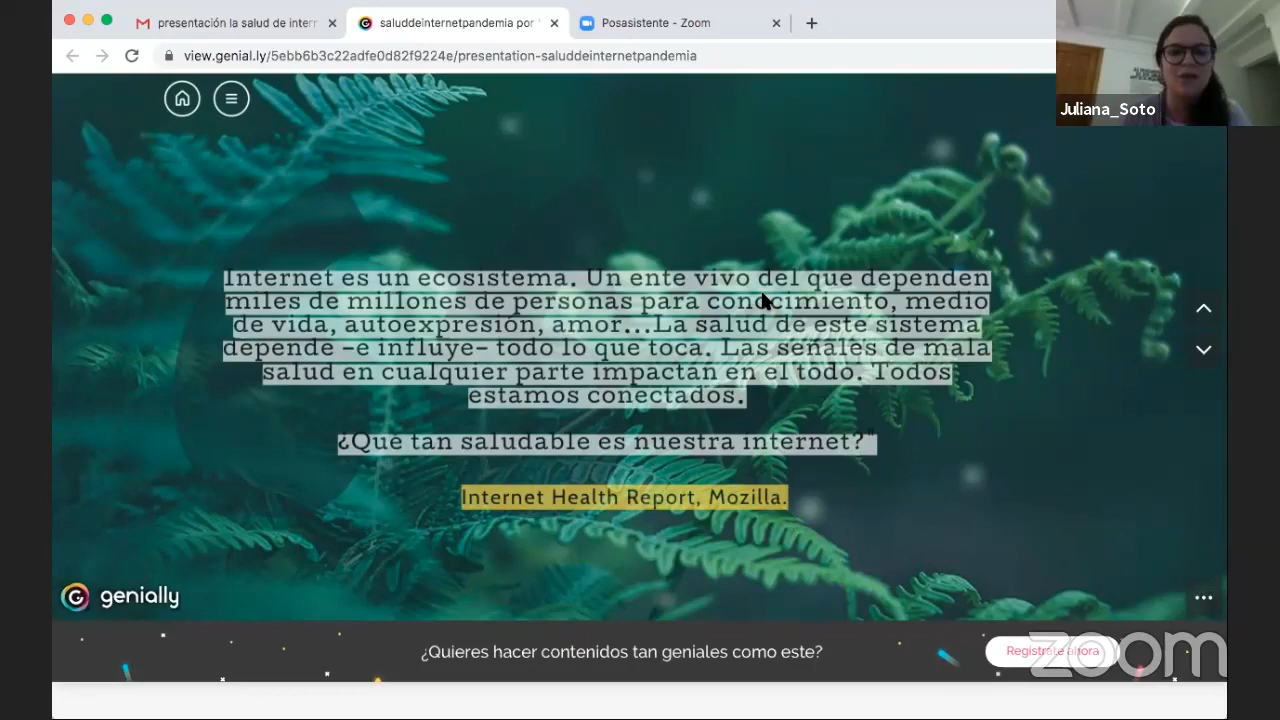 presentación la salud de interr
saluddeinternetpandemia por
Posasistente - Zoom
view.genial.ly/5ebb6b3c22adfe0d82f9224e/presentation-saluddeinternetpandemia
Juliana_Soto
Internet es un ecosistema. Un ente vivo del que dependen
miles de millones de personas para conocimiento, medio
de vida, autoexpresión, amor...La salud de este sistema
depende -e influye- todo lo que toca. Las señales de mala
salud en cualquier parte impactan en el todo. Todos
estamos conectados.
¿Qué tan saludable es nuestra internet?"
Internet Health Report, Mozilla.
genially
¿Quieres hacer contenidos tan geniales como este?
Regístrate ahora
zoom